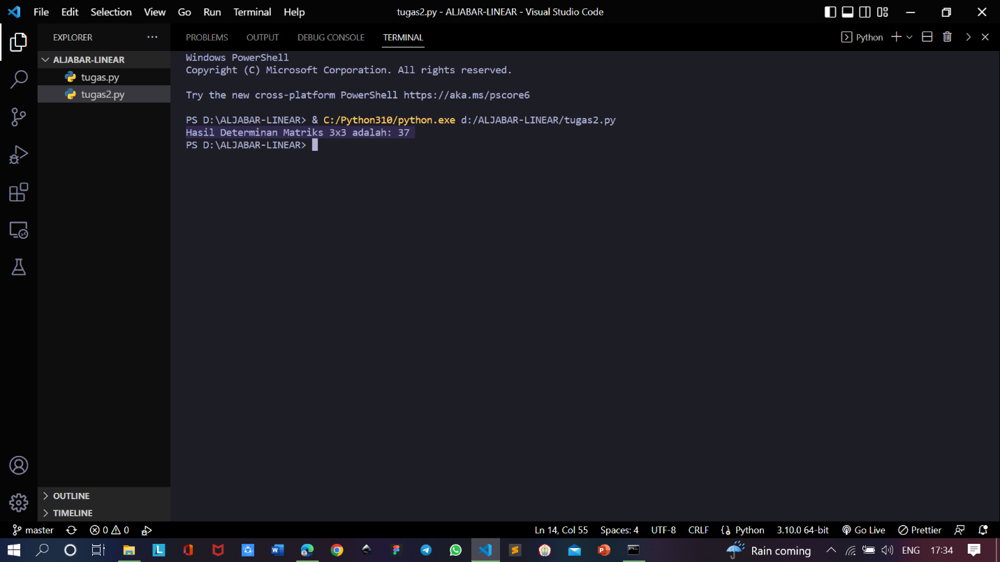 File Edit Selection View Go Run Terminal Help
tugas2.py - ALJABAR-LINEAR - Visual Studio Code
EXPLORER
ALJABAR-LINEAR
tugas.py
tugas2.py
OUTLINE
TIMELINE
PROBLEMS OUTPUT DEBUG CONSOLE TERMINAL
Python
Windows PowerShell
Copyright (C) Microsoft Corporation. All rights reserved.
Try the new cross-platform PowerShell https://aka.ms/pscore6
PS D:\ALJABAR-LINEAR> & C:/Python310/python.exe d:/ALJABAR-LINEAR/tugas2.py
Hasil Determinan Matriks 3x3 adalah: 37
PS D:\ALJABAR-LINEAR>
master 0 0 Ln 14, Col 55 Spaces: 4 UTF-8 CRLF Python 3.10.0 64-bit Go Live Prettier
Rain coming ENG 17:34